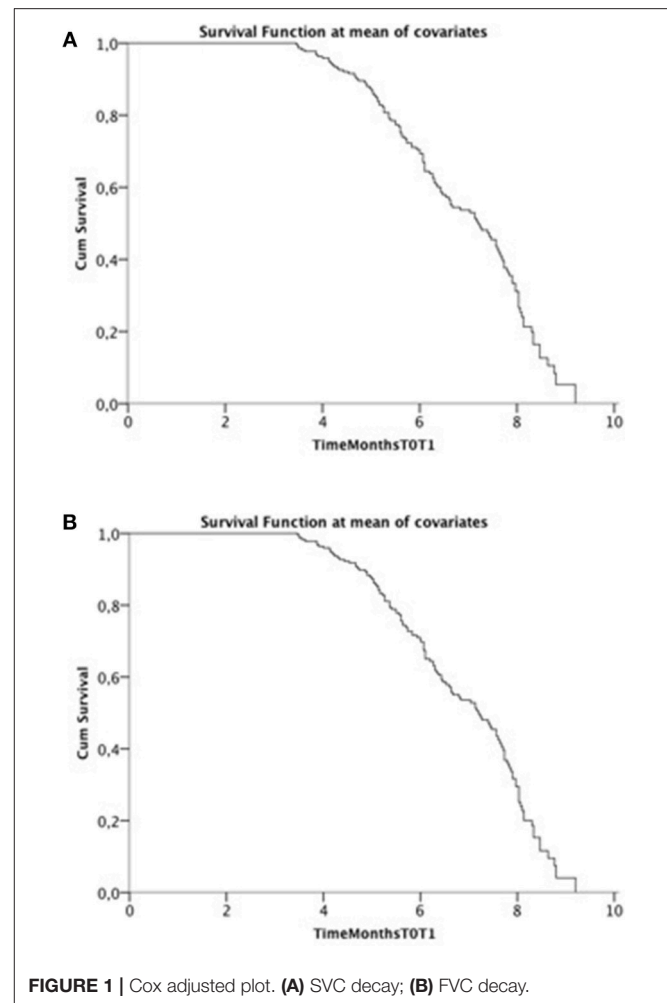 A
Survival Function at mean of covariates
1,0
0,8
0,6
0,4
0,2
0,0
Cum Survival
0 2 4 6 8 10
TimeMonthsT0T1
B
Survival Function at mean of covariates
1,0
0,8
0,6
0,4
0,2
0,0
Cum Survival
0 2 4 6 8 10
TimeMonthsT0T1
FIGURE 1 | Cox adjusted plot. (A) SVC decay; (B) FVC decay.